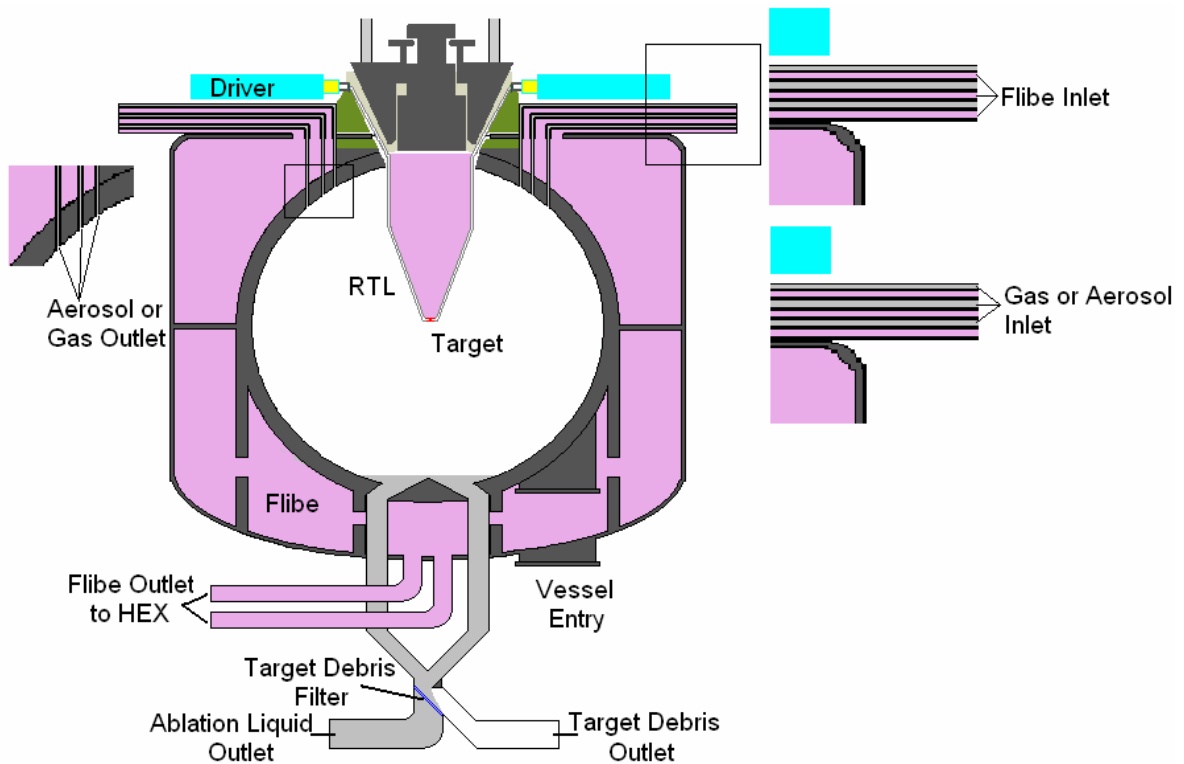 Driver
Flibe Inlet
Aerosol or
Gas Outlet
RTL
Target
Gas or Aerosol
Inlet
Flibe
Flibe Outlet
to HEX
Vessel
Entry
Target Debris
Filter
Ablation Liquid
Outlet
Target Debris
Outlet